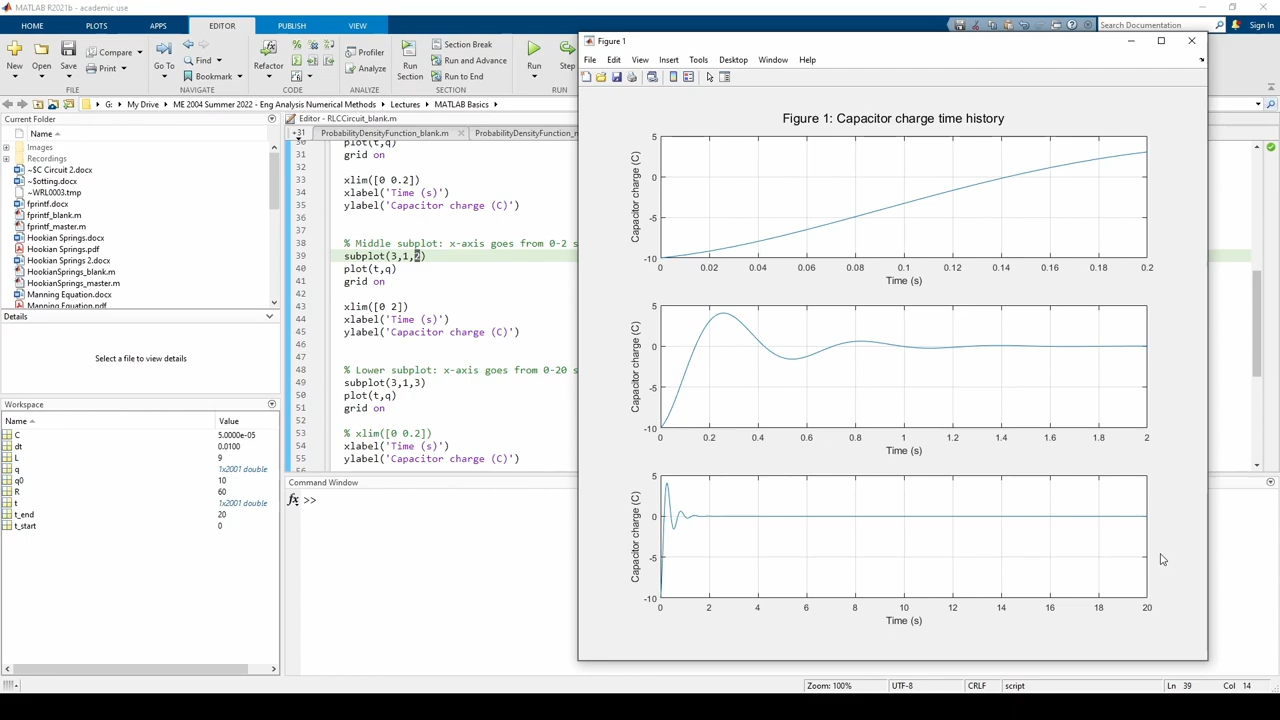 MATLAB R2021b - academic use
HOME PLOTS APPS EDITOR PUBLISH VIEW
Search Documentation
Sign In
New Open Save Compare Print
Go To Find Bookmark
Refactor
Profiler Analyze
Run Section
Section Break
Run and Advance
Run to End
Run Step
FILE NAVIGATE CODE ANALYZE SECTION RUN
G: My Drive ME 2004 Summer 2022 - Eng Analysis Numerical Methods Lectures MATLAB Basics
Current Folder
Name
Images
Recordings
~SC Circuit 2.docx
~$otting.docx
~WRL0003.tmp
fprintf.docx
fprintf_blank.m
fprintf_master.m
Hookian Springs.docx
Hookian Springs.pdf
Hookian Springs 2.docx
HookianSprings_blank.m
HookianSprings_master.m
Manning Equation.docx
Manning Equation.pdf
Details
Select a file to view details
Workspace
Name Value
C 5.0000e-05
dt 0.0100
L 9
q 1x2001 double
q0 10
R 60
t 1x2001 double
t_end 20
t_start 0
Editor - RLCCircuit_blank.m
+31 ProbabilityDensityFunction_blank.m ProbabilityDensityFunction_m
30 plot(t,q)
31 grid on
32
33 xlim([0 0.2])
34 xlabel('Time (s)')
35 ylabel('Capacitor charge (C)')
36
37
38 % Middle subplot: x-axis goes from 0-2 s
39 subplot(3,1,2)
40 plot(t,q)
41 grid on
42
43 xlim([0 2])
44 xlabel('Time (s)')
45 ylabel('Capacitor charge (C)')
46
47
48 % Lower subplot: x-axis goes from 0-20 s
49 subplot(3,1,3)
50 plot(t,q)
51 grid on
52
53 % xlim([0 0.2])
54 xlabel('Time (s)')
55 ylabel('Capacitor charge (C)')
56
Command Window
fx >>
Figure 1
File Edit View Insert Tools Desktop Window Help
Figure 1: Capacitor charge time history
Capacitor charge (C)
5
0
-5
-10
0 0.02 0.04 0.06 0.08 0.1 0.12 0.14 0.16 0.18 0.2
Time (s)
Capacitor charge (C)
5
0
-5
-10
0 0.2 0.4 0.6 0.8 1 1.2 1.4 1.6 1.8 2
Time (s)
Capacitor charge (C)
5
0
-5
-10
0 2 4 6 8 10 12 14 16 18 20
Time (s)
Zoom: 100% UTF-8 CRLF script Ln 39 Col 14